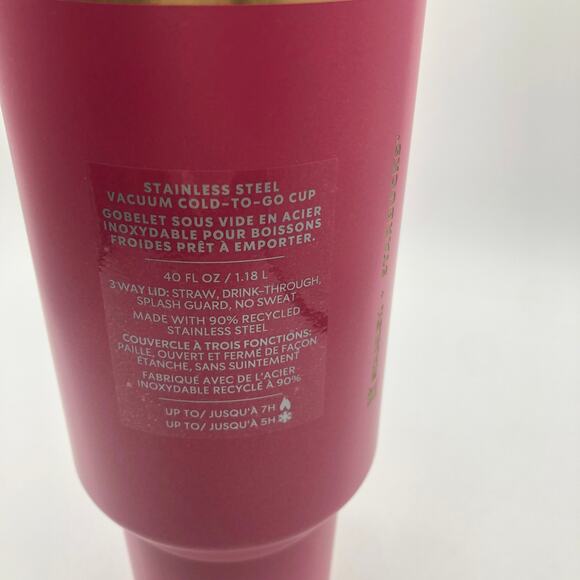 STAINLESS STEEL
VACUUM COLD-TO-GO CUP
GOBELET SOUS VIDE EN ACIER
INOXYDABLE POUR BOISSONS
FROIDES PRÊT À EMPORTER.
40 FL OZ / 1.18 L
3 WAY LID: STRAW, DRINK-THROUGH,
SPLASH GUARD, NO SWEAT
MADE WITH 90% RECYCLED
STAINLESS STEEL
COUVERCLE À TROIS FONCTIONS:
PAILLE, OUVERT ET FERMÉ DE FAÇON
ÉTANCHE, SANS SUINTEMENT
FABRIQUÉ AVEC DE L'ACIER
INOXYDABLE RECYCLÉ À 90%
UP TO/ JUSQU'À 7H
UP TO/ JUSQU'À 5H
STARBUCKS